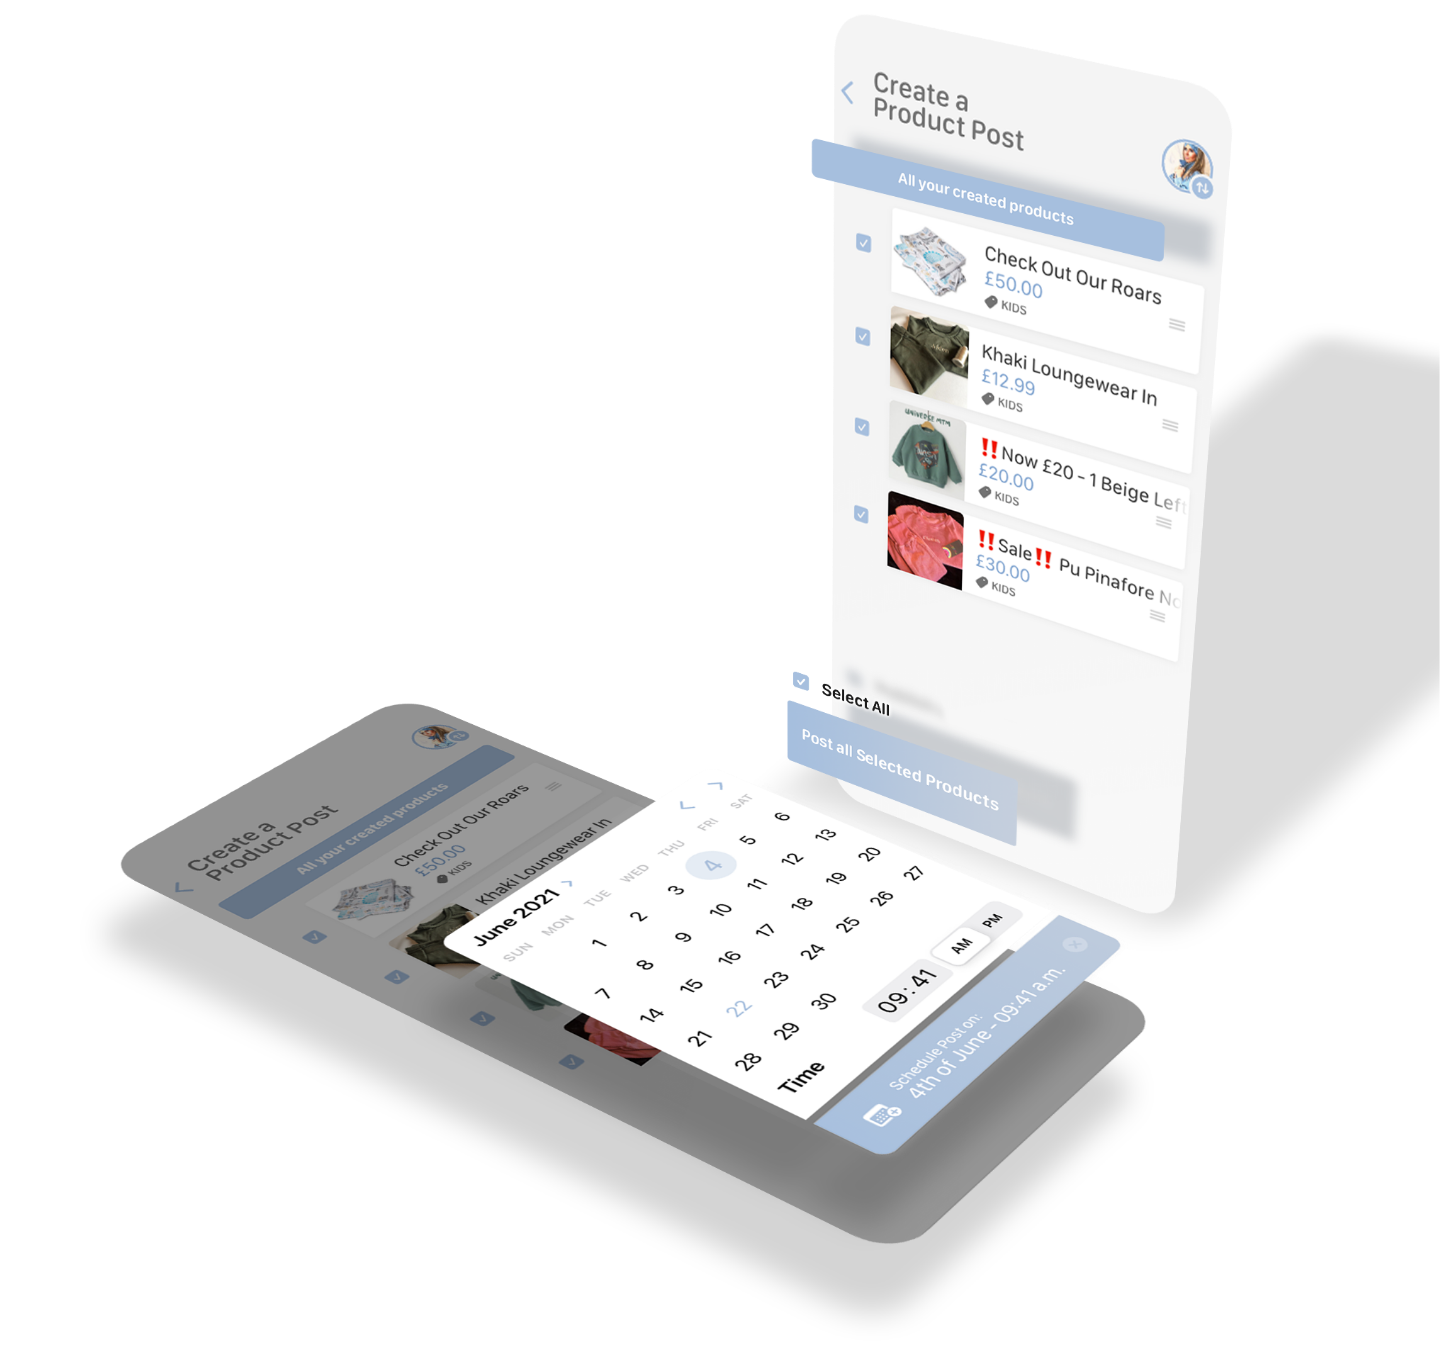 Create a
Product Post
All your created products
Check Out Our Roars
£50.00
KIDS
Khaki Loungewear In
£12.99
KIDS
UNIVERSE MTM
‼️Now £20 - 1 Beige Left
£20.00
KIDS
‼️Sale‼️ Pu Pinafore No
£30.00
KIDS
Select All
Post all Selected Products
Create a
Product Post
All your created products
Check Out Our Roars
£50.00
KIDS
Khaki Loungewear In
June 2021
SUN MON TUE WED THU FRI SAT
1 2 3 4 5 6
7 8 9 10 11 12 13
14 15 16 17 18 19 20
21 22 23 24 25 26 27
28 29 30
Time
09:41
AM PM
Schedule Post on:
4th of June - 09:41 a.m.